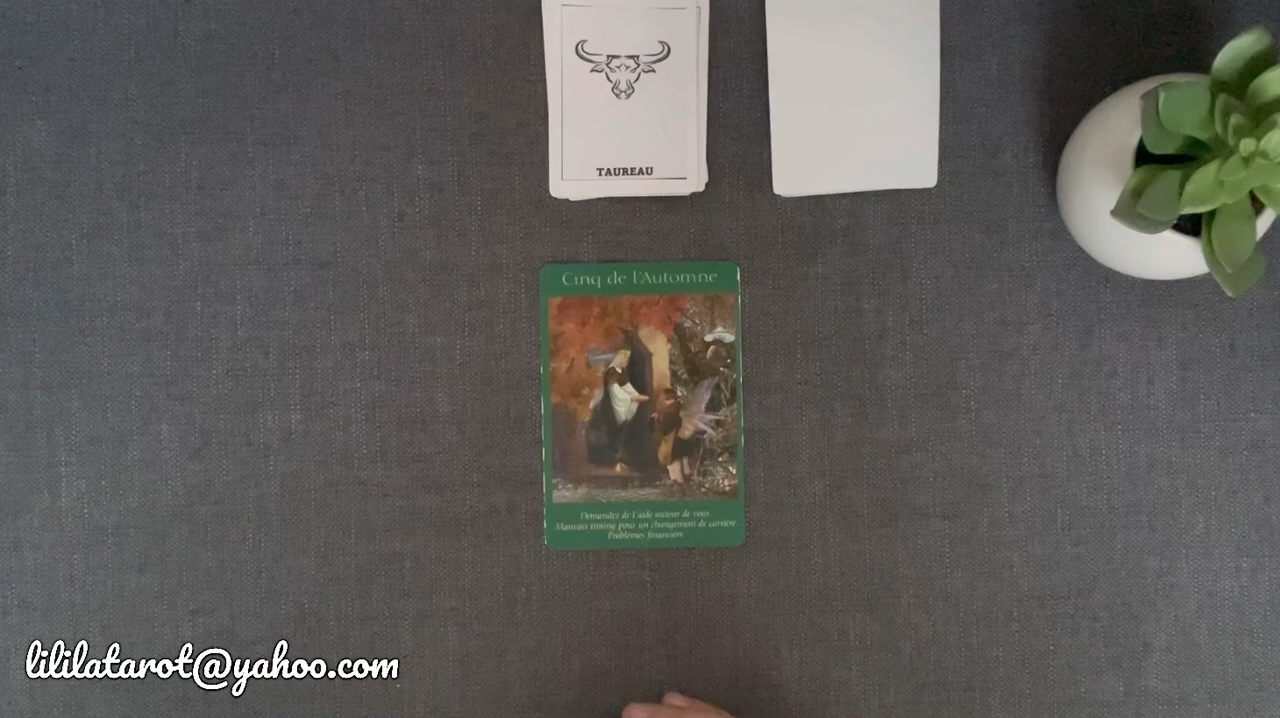 TAUREAU
Cinq de l'Automne
Demandez de l'aide autour de vous.
Mauvais timing pour un changement de carrière.
Problèmes financiers
lililatarot@yahoo.com